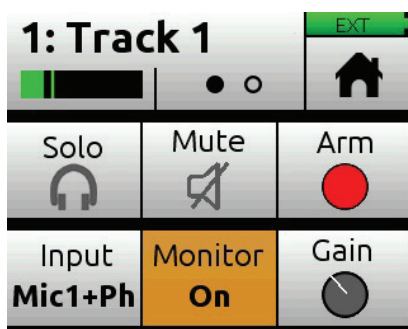 1: Track 1
EXT
Solo
Mute
Arm
Input
Mic1+Ph
Monitor
On
Gain